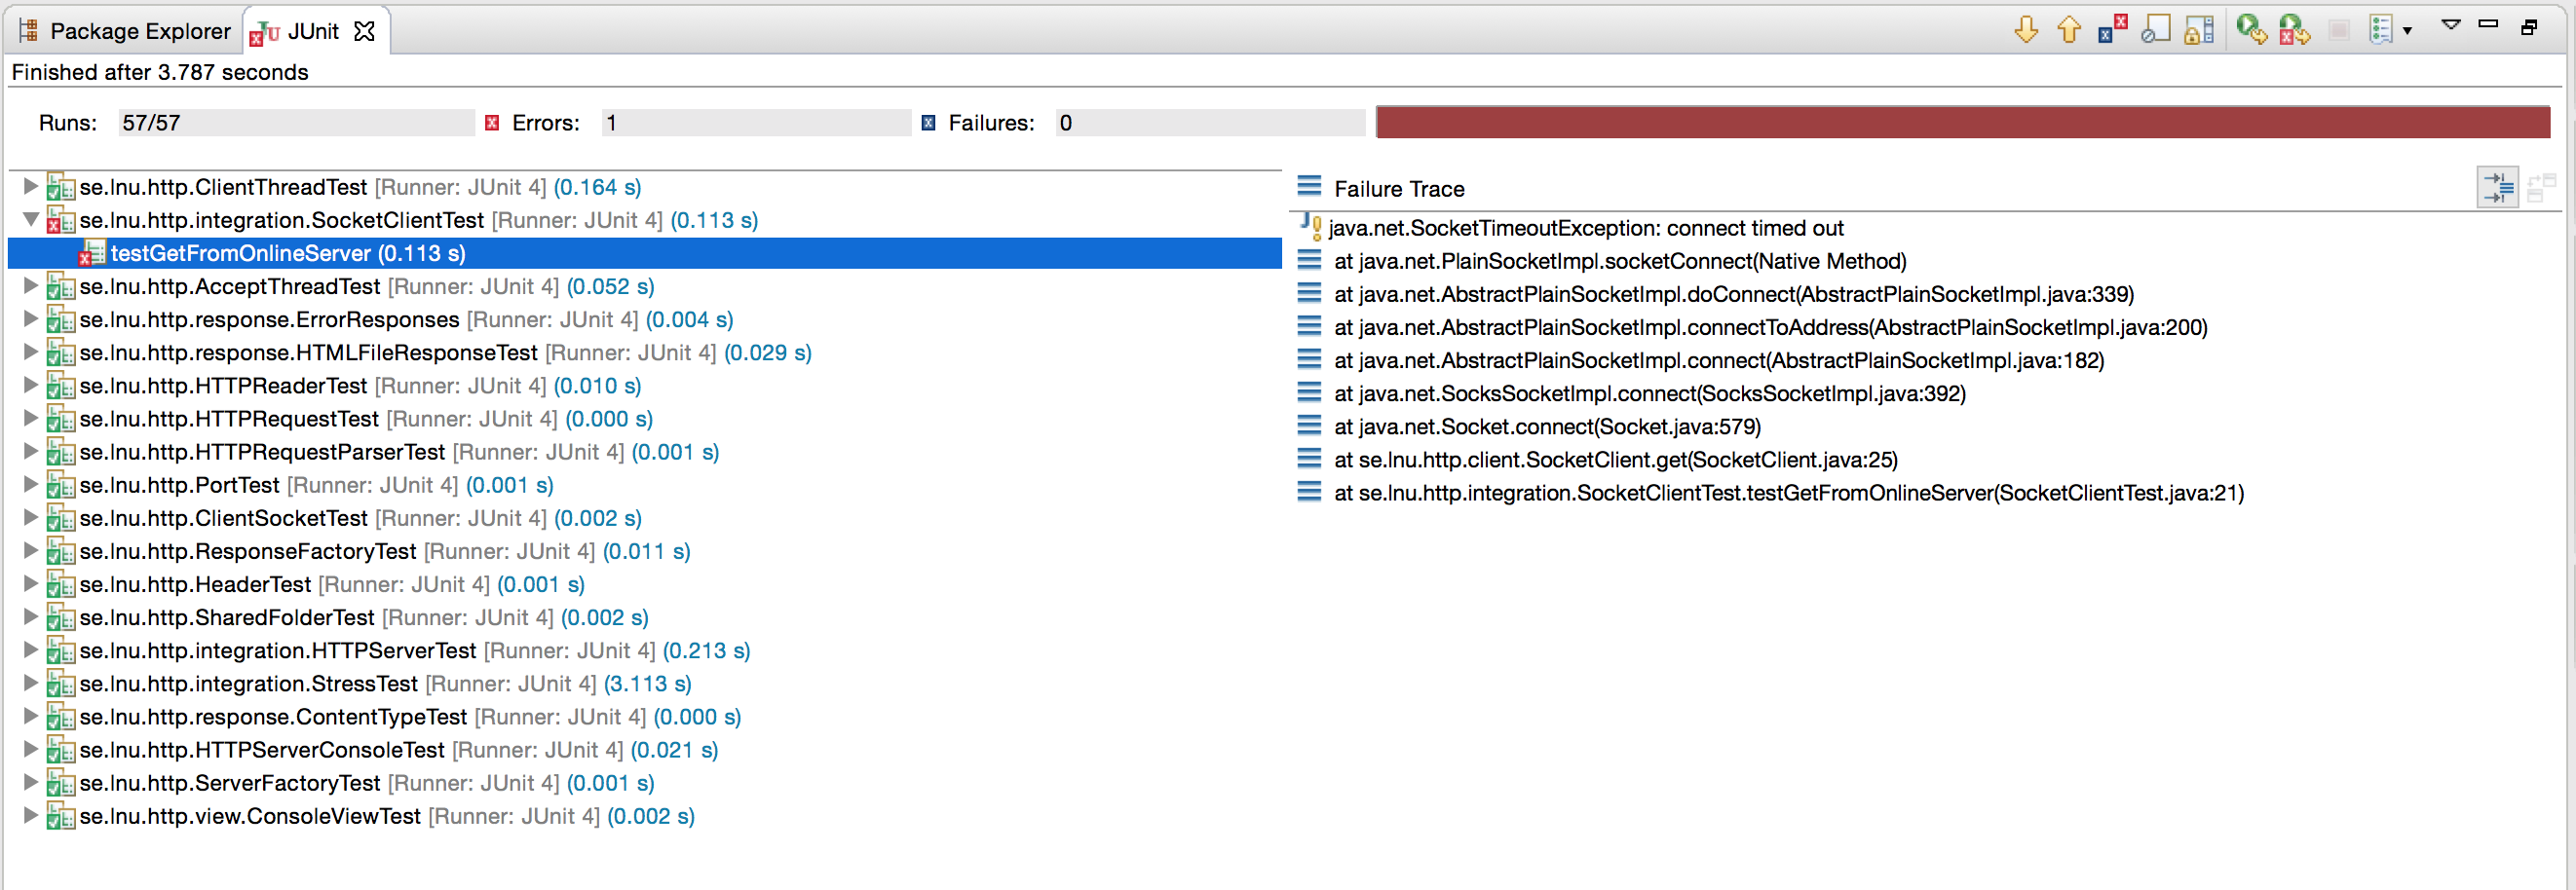 Package Explorer JUnit
Finished after 3.787 seconds
Runs: 57/57 Errors: 1 Failures: 0
se.lnu.http.ClientThreadTest [Runner: JUnit 4] (0.164 s)
se.lnu.http.integration.SocketClientTest [Runner: JUnit 4] (0.113 s)
testGetFromOnlineServer (0.113 s)
se.lnu.http.AcceptThreadTest [Runner: JUnit 4] (0.052 s)
se.lnu.http.response.ErrorResponses [Runner: JUnit 4] (0.004 s)
se.lnu.http.response.HTMLFileResponseTest [Runner: JUnit 4] (0.029 s)
se.lnu.http.HTTPReaderTest [Runner: JUnit 4] (0.010 s)
se.lnu.http.HTTPRequestTest [Runner: JUnit 4] (0.000 s)
se.lnu.http.HTTPRequestParserTest [Runner: JUnit 4] (0.001 s)
se.lnu.http.PortTest [Runner: JUnit 4] (0.001 s)
se.lnu.http.ClientSocketTest [Runner: JUnit 4] (0.002 s)
se.lnu.http.ResponseFactoryTest [Runner: JUnit 4] (0.011 s)
se.lnu.http.HeaderTest [Runner: JUnit 4] (0.001 s)
se.lnu.http.SharedFolderTest [Runner: JUnit 4] (0.002 s)
se.lnu.http.integration.HTTPServerTest [Runner: JUnit 4] (0.213 s)
se.lnu.http.integration.StressTest [Runner: JUnit 4] (3.113 s)
se.lnu.http.response.ContentTypeTest [Runner: JUnit 4] (0.000 s)
se.lnu.http.HTTPServerConsoleTest [Runner: JUnit 4] (0.021 s)
se.lnu.http.ServerFactoryTest [Runner: JUnit 4] (0.001 s)
se.lnu.http.view.ConsoleViewTest [Runner: JUnit 4] (0.002 s)
Failure Trace
java.net.SocketTimeoutException: connect timed out
at java.net.PlainSocketImpl.socketConnect(Native Method)
at java.net.AbstractPlainSocketImpl.doConnect(AbstractPlainSocketImpl.java:339)
at java.net.AbstractPlainSocketImpl.connectToAddress(AbstractPlainSocketImpl.java:200)
at java.net.AbstractPlainSocketImpl.connect(AbstractPlainSocketImpl.java:182)
at java.net.SocksSocketImpl.connect(SocksSocketImpl.java:392)
at java.net.Socket.connect(Socket.java:579)
at se.lnu.http.client.SocketClient.get(SocketClient.java:25)
at se.lnu.http.integration.SocketClientTest.testGetFromOnlineServer(SocketClientTest.java:21)